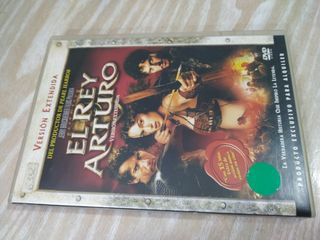 VERSIÓN EXTENDIDA
DEL PRODUCTOR DE PEARL HARBOR
EL REY
ARTURO
DVD
LA VERDADERA HISTORIA QUE INSPIRÓ LA LEYENDA.
PRODUCTO EXCLUSIVO PARA ALQUILER